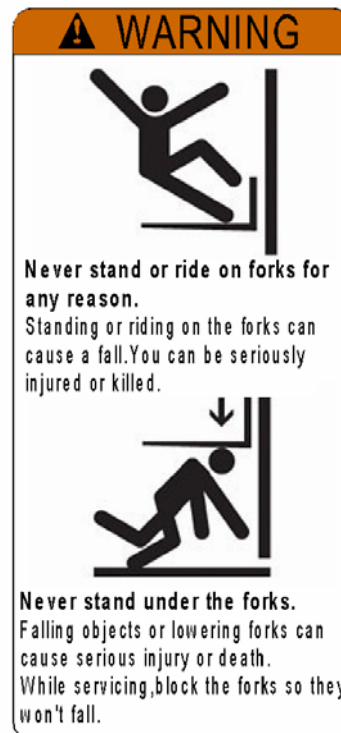 WARNING
Never stand or ride on forks for
any reason.
Standing or riding on the forks can
cause a fall.You can be seriously
injured or killed.
Never stand under the forks.
Falling objects or lowering forks can
cause serious injury or death.
While servicing,block the forks so they
won't fall.